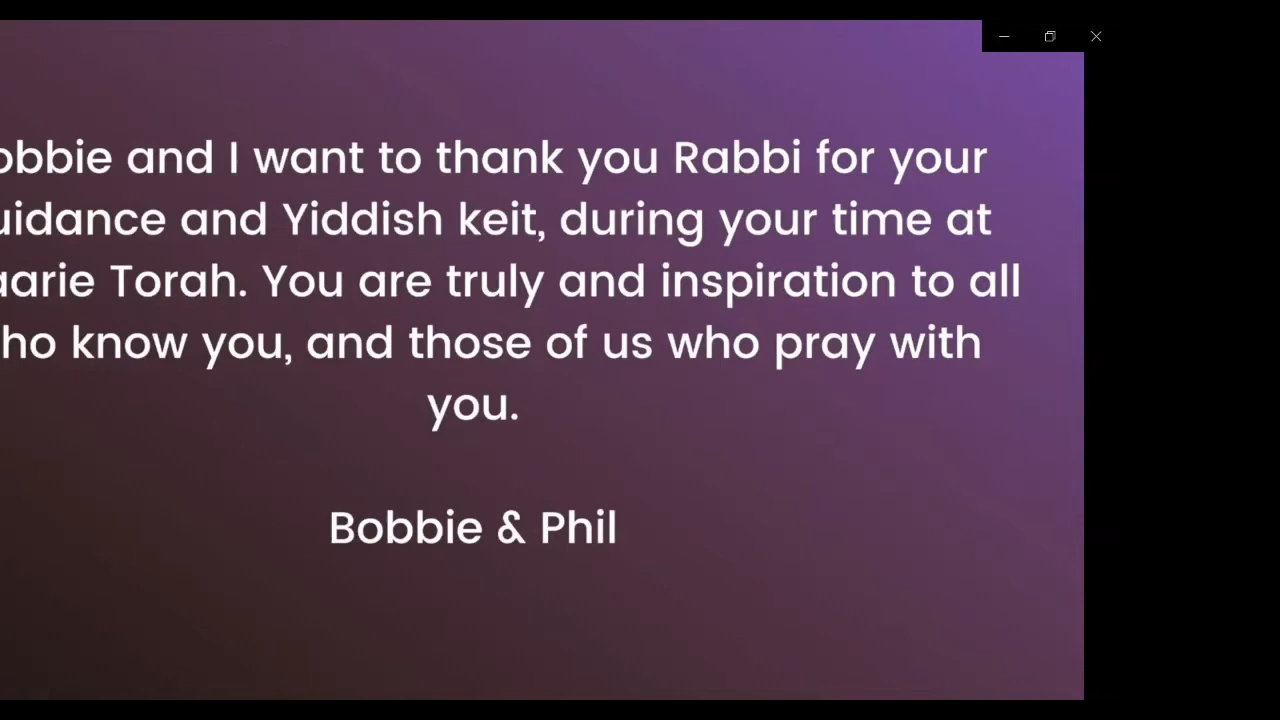 obbie and I want to thank you Rabbi for your
uidance and Yiddish keit, during your time at
aarie Torah. You are truly and inspiration to all
ho know you, and those of us who pray with
you.
Bobbie & Phil